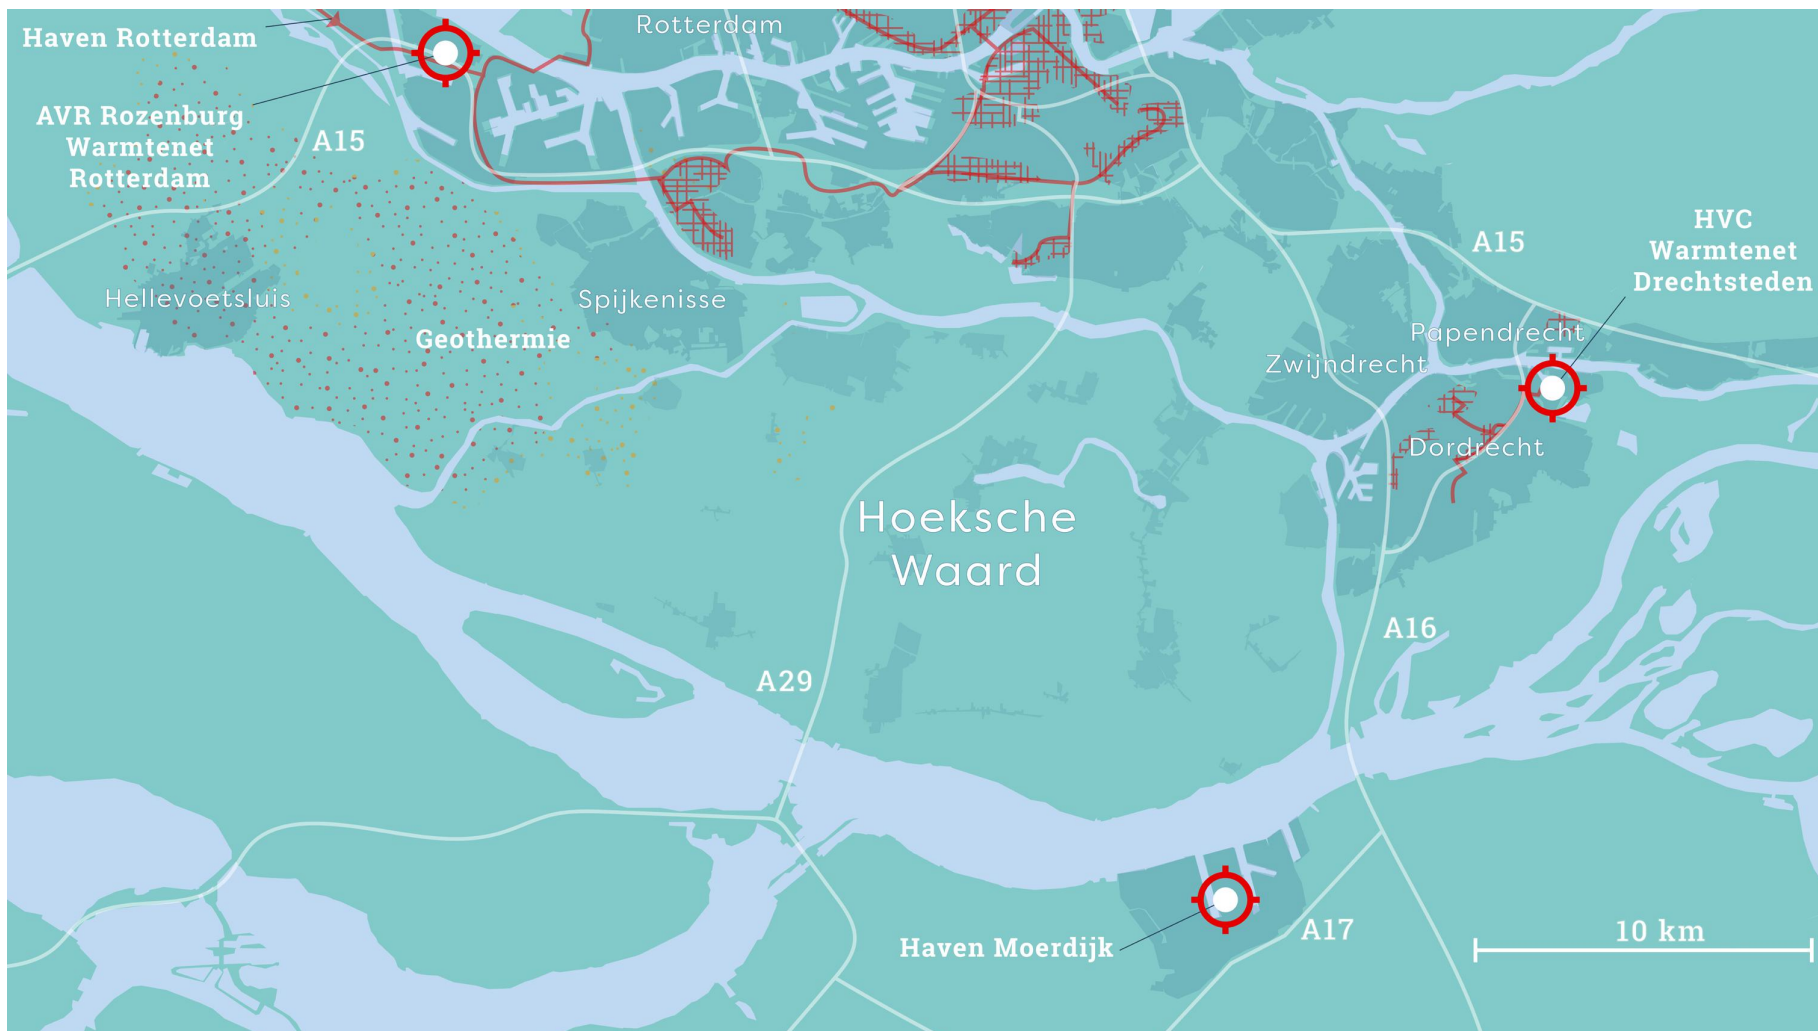 Rotterdam
Haven Rotterdam
AVR Rozenburg
Warmtenet
Rotterdam
A15
HVC
Warmtenet
Drechtsteden
A15
Hellevoetsluis
Spijkenisse
Geothermie
Papendrecht
Zwijndrecht
Dordrecht
Hoeksche
Waard
A16
A29
Haven Moerdijk
A17
10 km